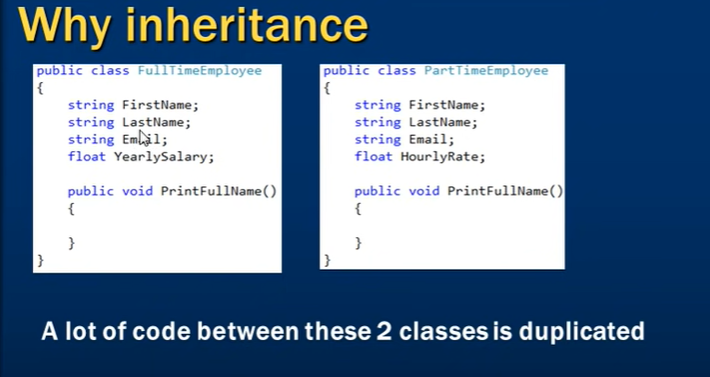 Why inheritance
public class FullTimeEmployee
{
string FirstName;
string LastName;
string Email;
float YearlySalary;
public void PrintFullName()
{
}
}
public class PartTimeEmployee
{
string FirstName;
string LastName;
string Email;
float HourlyRate;
public void PrintFullName()
{
}
}
A lot of code between these 2 classes is duplicated